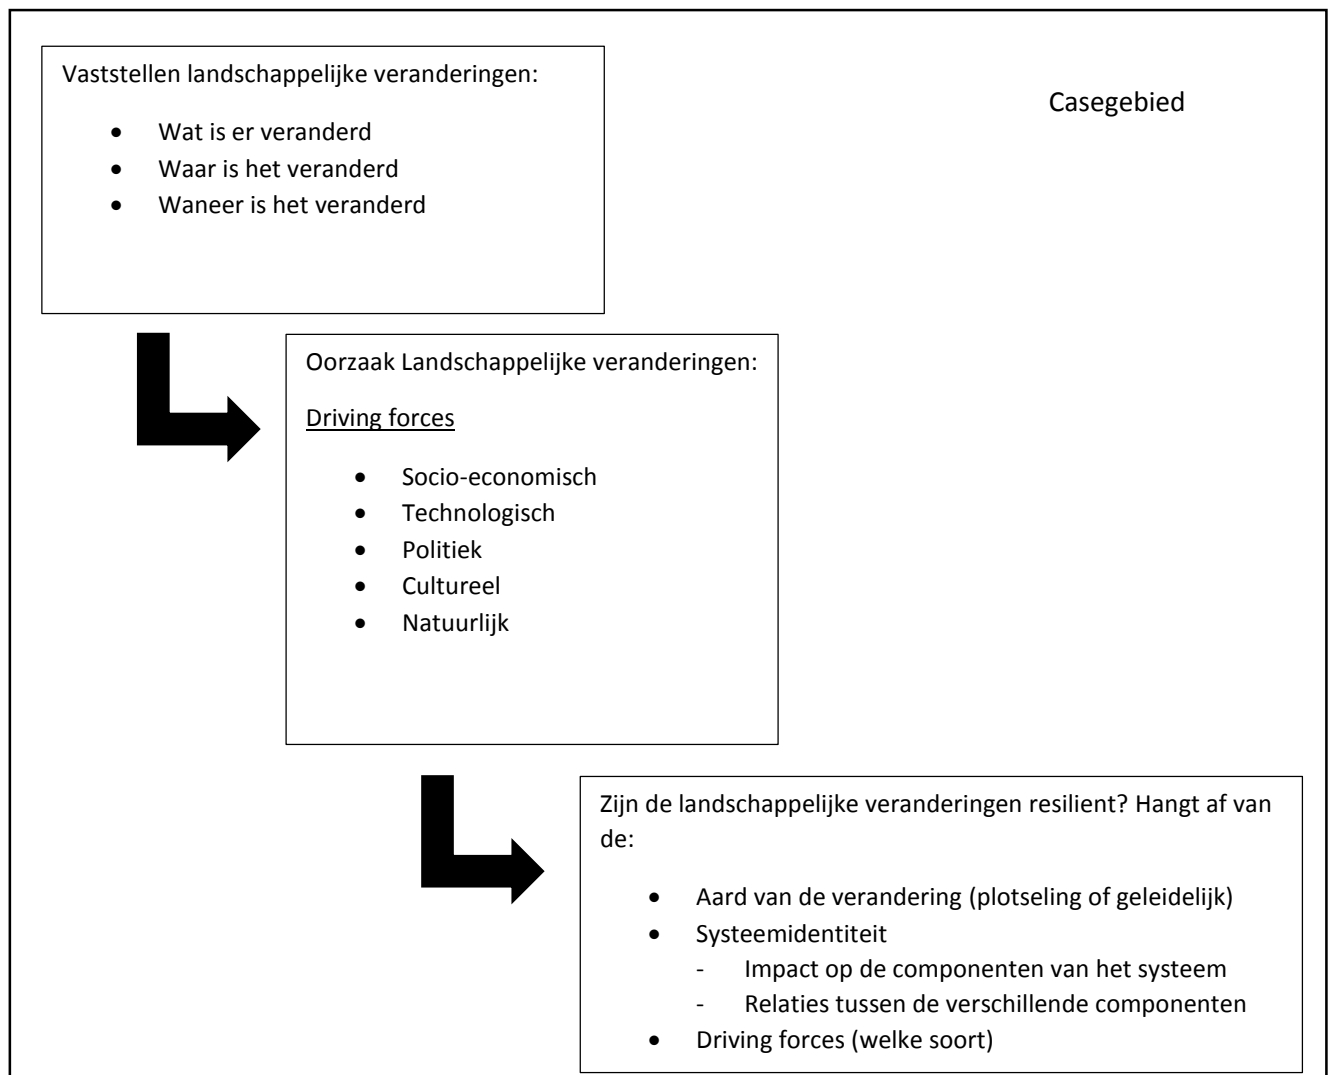 Vaststellen landschappelijke veranderingen:
Casegebied
• Wat is er veranderd
• Waar is het veranderd
• Waneer is het veranderd
Oorzaak Landschappelijke veranderingen:
Driving forces
• Socio-economisch
• Technologisch
• Politiek
• Cultureel
• Natuurlijk
Zijn de landschappelijke veranderingen resilient? Hangt af van
de:
• Aard van de verandering (plotseling of geleidelijk)
• Systeemidentiteit
- Impact op de componenten van het systeem
- Relaties tussen de verschillende componenten
• Driving forces (welke soort)